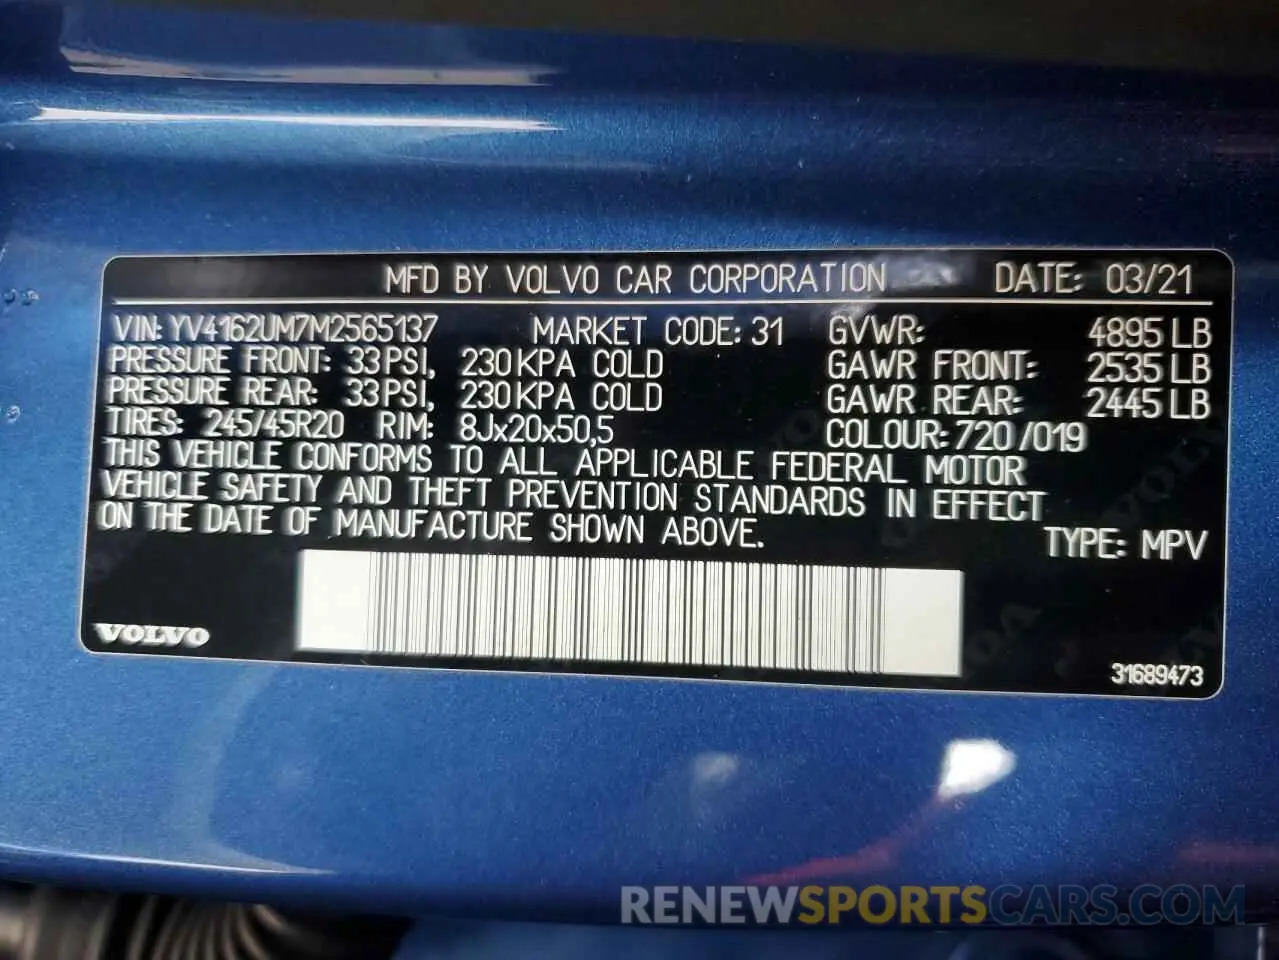 MFD BY VOLVO CAR CORPORATION DATE: 03/21
VIN: YV4162UM7M2565137 MARKET CODE: 31 GVWR: 4895 LB
PRESSURE FRONT: 33 PSI, 230 KPA COLD GAWR FRONT: 2535 LB
PRESSURE REAR: 33 PSI, 230 KPA COLD GAWR REAR: 2445 LB
TIRES: 245/45R20 RIM: 8Jx20x50,5 COLOUR: 720 /019
THIS VEHICLE CONFORMS TO ALL APPLICABLE FEDERAL MOTOR
VEHICLE SAFETY AND THEFT PREVENTION STANDARDS IN EFFECT
ON THE DATE OF MANUFACTURE SHOWN ABOVE.
TYPE: MPV
VOLVO
31689473
RENEWSPORTSCARS.COM